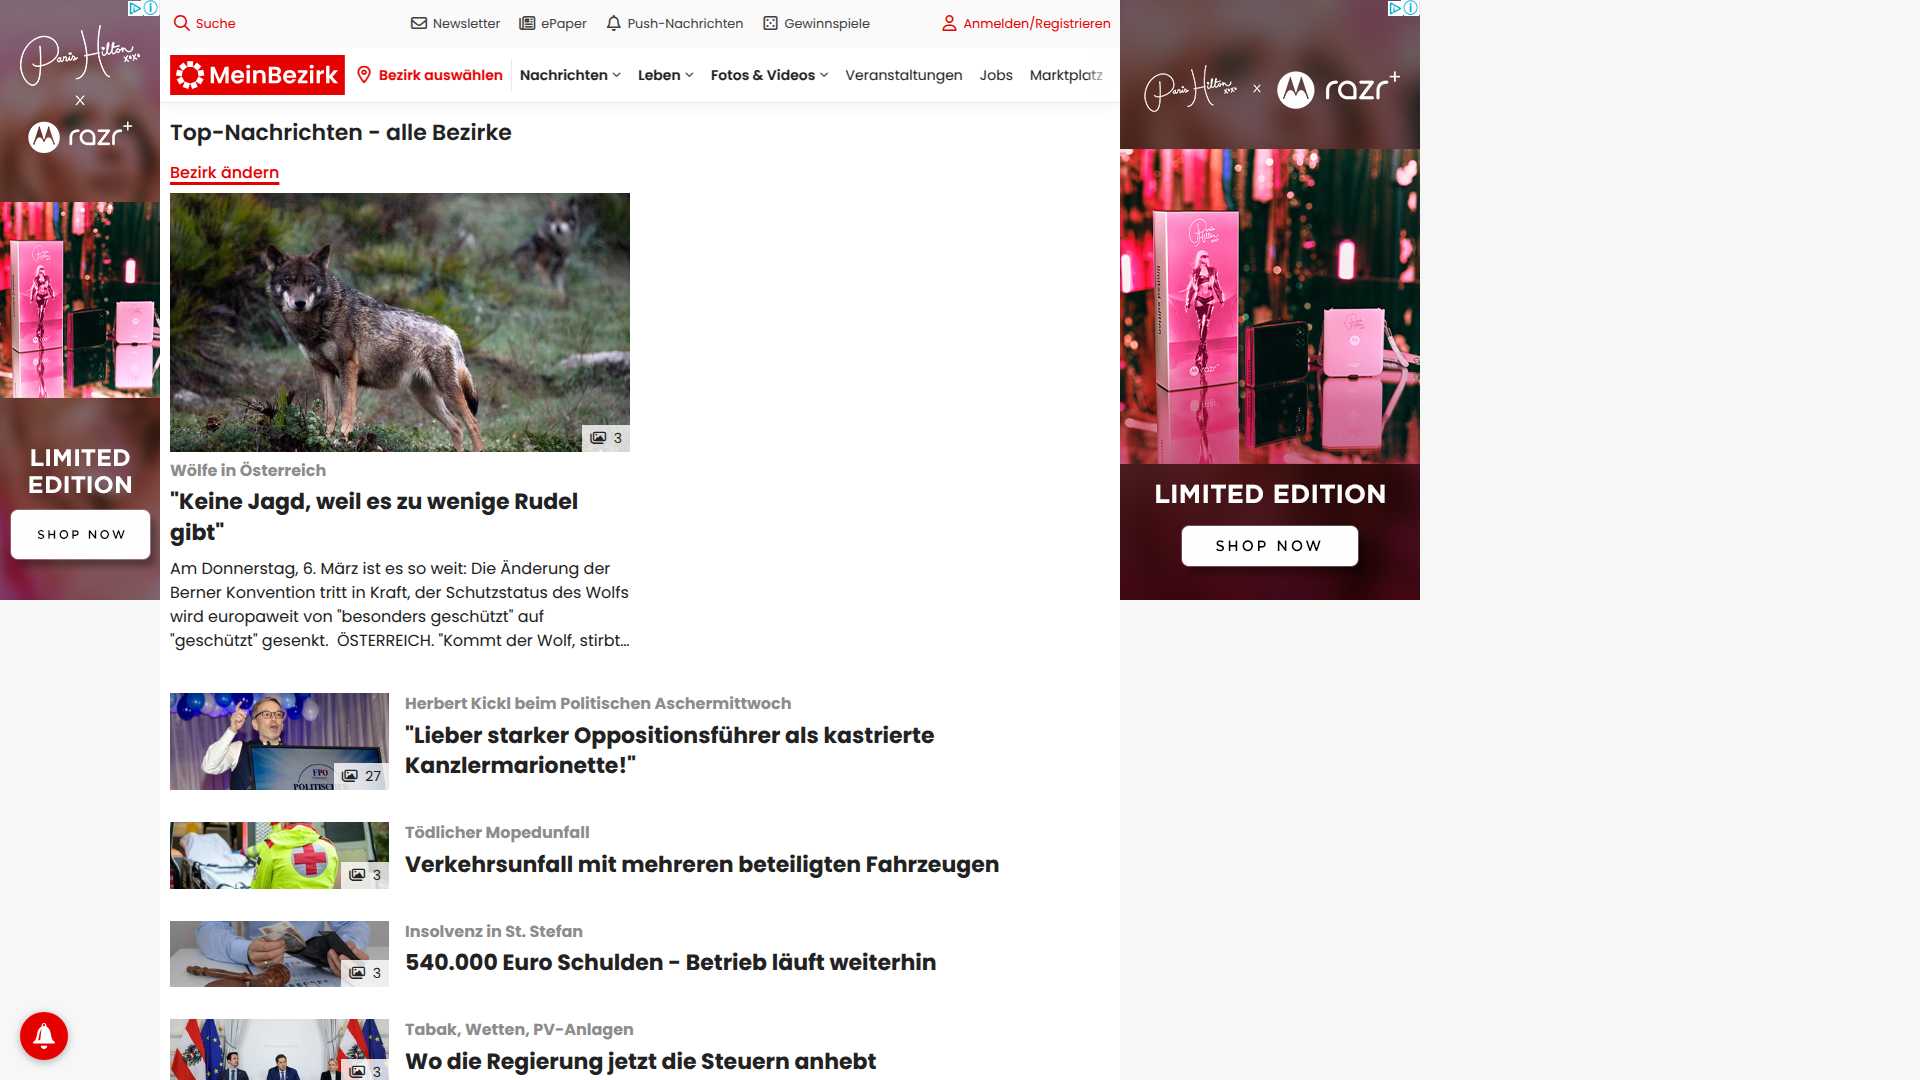 Suche
Newsletter
ePaper
Push-Nachrichten
Gewinnspiele
Anmelden/Registrieren
MeinBezirk
Bezirk auswählen
Nachrichten
Leben
Fotos & Videos
Veranstaltungen
Jobs
Marktplatz
Paris Hilton
xoxo
X
razr+
LIMITED
EDITION
SHOP NOW
Top-Nachrichten - alle Bezirke
Bezirk ändern
3
Wölfe in Österreich
"Keine Jagd, weil es zu wenige Rudel
gibt"
Am Donnerstag, 6. März ist es so weit: Die Änderung der
Berner Konvention tritt in Kraft, der Schutzstatus des Wolfs
wird europaweit von "besonders geschützt" auf
"geschützt" gesenkt. ÖSTERREICH. "Kommt der Wolf, stirbt...
FPÖ
POLITISCH
27
Herbert Kickl beim Politischen Aschermittwoch
"Lieber starker Oppositionsführer als kastrierte
Kanzlermarionette!"
3
Tödlicher Mopedunfall
Verkehrsunfall mit mehreren beteiligten Fahrzeugen
3
Insolvenz in St. Stefan
540.000 Euro Schulden - Betrieb läuft weiterhin
3
Tabak, Wetten, PV-Anlagen
Wo die Regierung jetzt die Steuern anhebt
Paris Hilton
xoxo
X
razr+
LIMITED EDITION
SHOP NOW